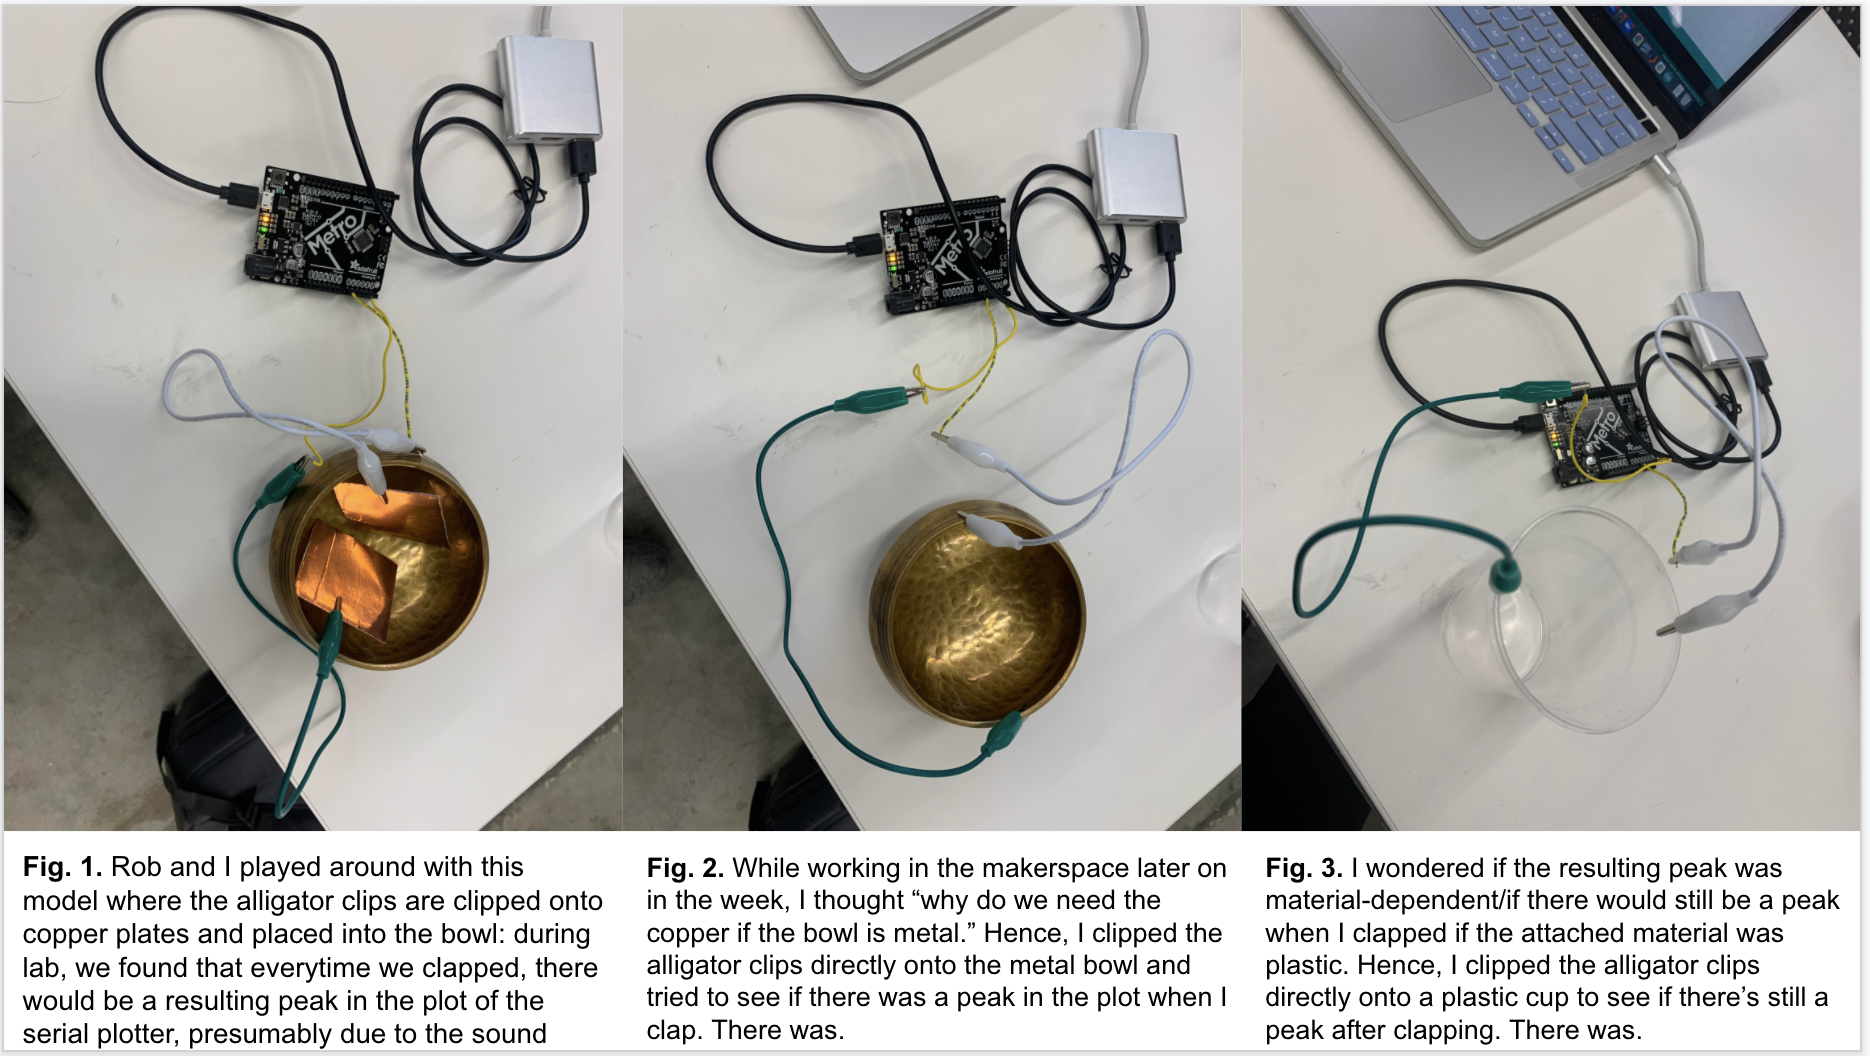 Metro
adafruit
Metro
adafruit
Metro
Fig. 1. Rob and I played around with this
model where the alligator clips are clipped onto
copper plates and placed into the bowl: during
lab, we found that everytime we clapped, there
would be a resulting peak in the plot of the
serial plotter, presumably due to the sound
Fig. 2. While working in the makerspace later on
in the week, I thought “why do we need the
copper if the bowl is metal.” Hence, I clipped the
alligator clips directly onto the metal bowl and
tried to see if there was a peak in the plot when I
clap. There was.
Fig. 3. I wondered if the resulting peak was
material-dependent/if there would still be a peak
when I clapped if the attached material was
plastic. Hence, I clipped the alligator clips
directly onto a plastic cup to see if there’s still a
peak after clapping. There was.